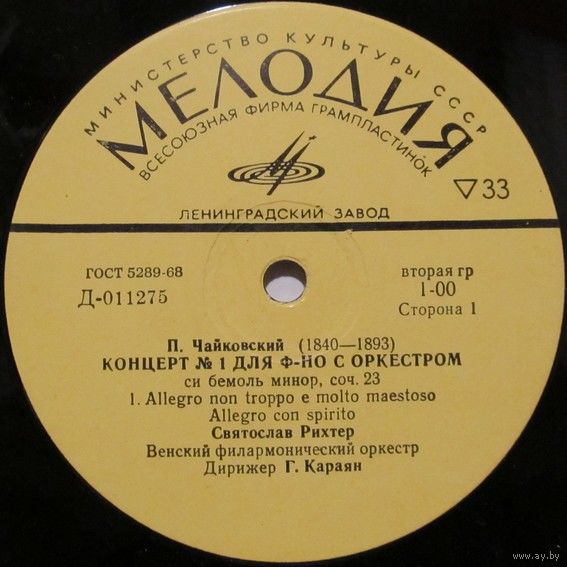 МИНИСТЕРСТВО КУЛЬТУРЫ СССР
МЕЛОДИЯ
ВСЕСОЮЗНАЯ ФИРМА ГРАМПЛАСТИНОК
▽33
ЛЕНИНГРАДСКИЙ ЗАВОД
ГОСТ 5289-68
Д-011275
вторая гр
1-00
Сторона 1
П. Чайковский (1840—1893)
КОНЦЕРТ № 1 ДЛЯ Ф-НО С ОРКЕСТРОМ
си бемоль минор, соч. 23
1. Allegro non troppo e molto maestoso
Allegro con spirito
Святослав Рихтер
Венский филармонический оркестр
Дирижер Г. Караян
www.ay.by